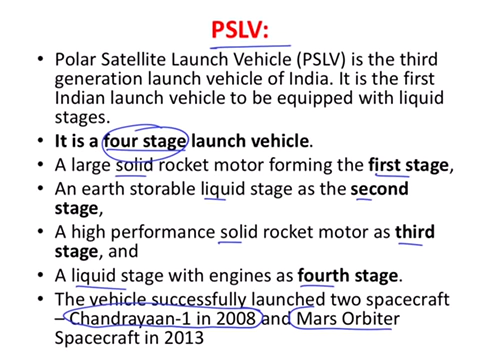 PSLV:
• Polar Satellite Launch Vehicle (PSLV) is the third
generation launch vehicle of India. It is the first
Indian launch vehicle to be equipped with liquid
stages.
• It is a four stage launch vehicle.
• A large solid rocket motor forming the first stage,
• An earth storable liquid stage as the second
stage,
• A high performance solid rocket motor as third
stage, and
• A liquid stage with engines as fourth stage.
• The vehicle successfully launched two spacecraft
– Chandrayaan-1 in 2008 and Mars Orbiter
Spacecraft in 2013